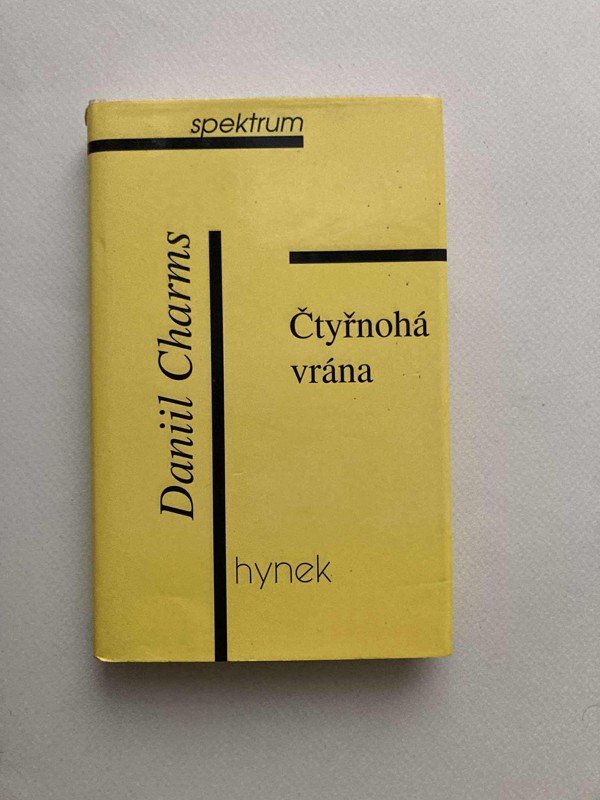 spektrum
Daniil Charms
Čtyřnohá
vrána
hynek